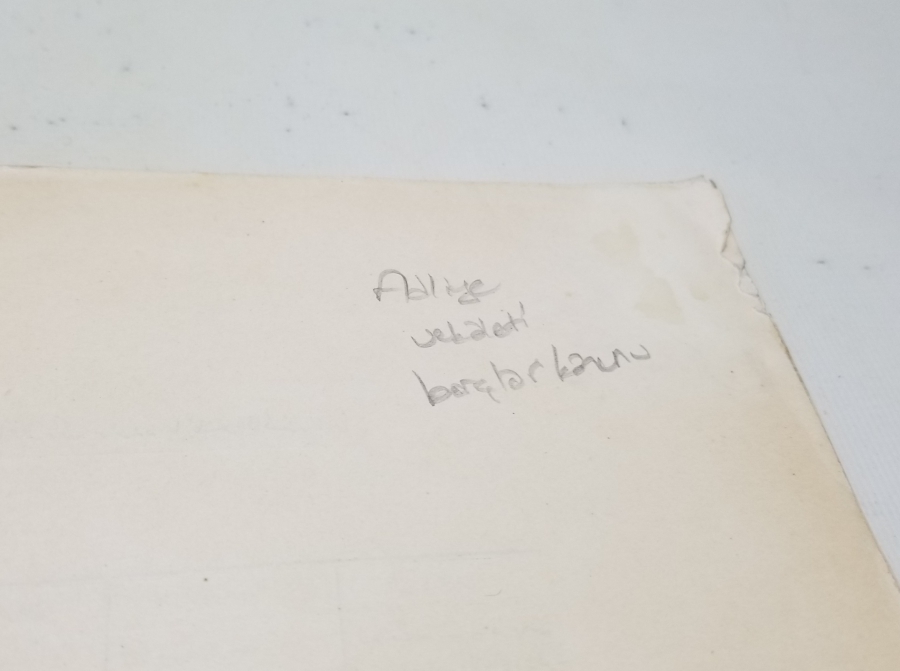 Adliye
vekaleti
borçlar kanunu